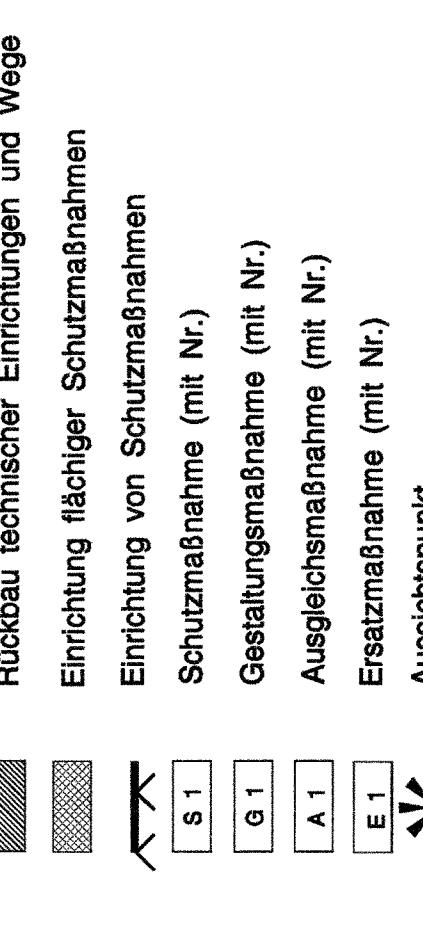 Rückbau technischer Einrichtungen und Wege
Einrichtung flächiger Schutzmaßnahmen
Einrichtung von Schutzmaßnahmen
S 1 Schutzmaßnahme (mit Nr.)
G 1 Gestaltungsmaßnahme (mit Nr.)
A 1 Ausgleichsmaßnahme (mit Nr.)
E 1 Ersatzmaßnahme (mit Nr.)
Aussichtspunkt